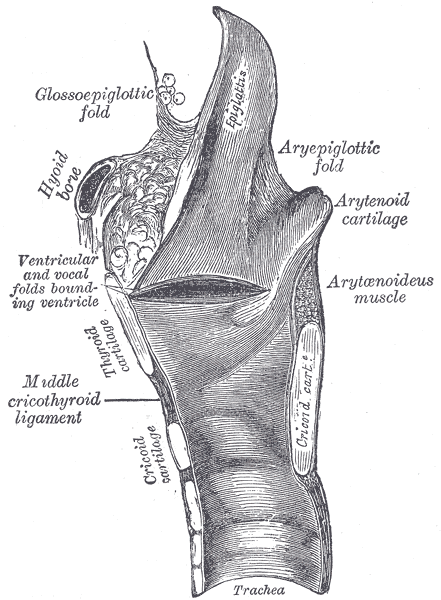 Glossoepiglottic
fold
Epiglottis
Hyoid
bone
Aryepiglottic
fold
Arytenoid
cartilage
Ventricular
and vocal
folds bound-
ing ventricle
Arytœnoideus
muscle
Thyroid
cartilage
Middle
cricothyroid
ligament
Cricoid cart.e
Cricoid
cartilage
Trachea